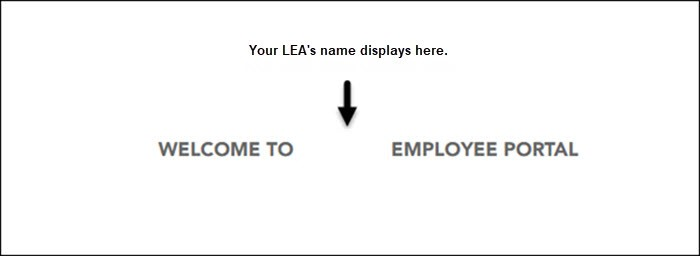 Your LEA's name displays here.
WELCOME TO EMPLOYEE PORTAL